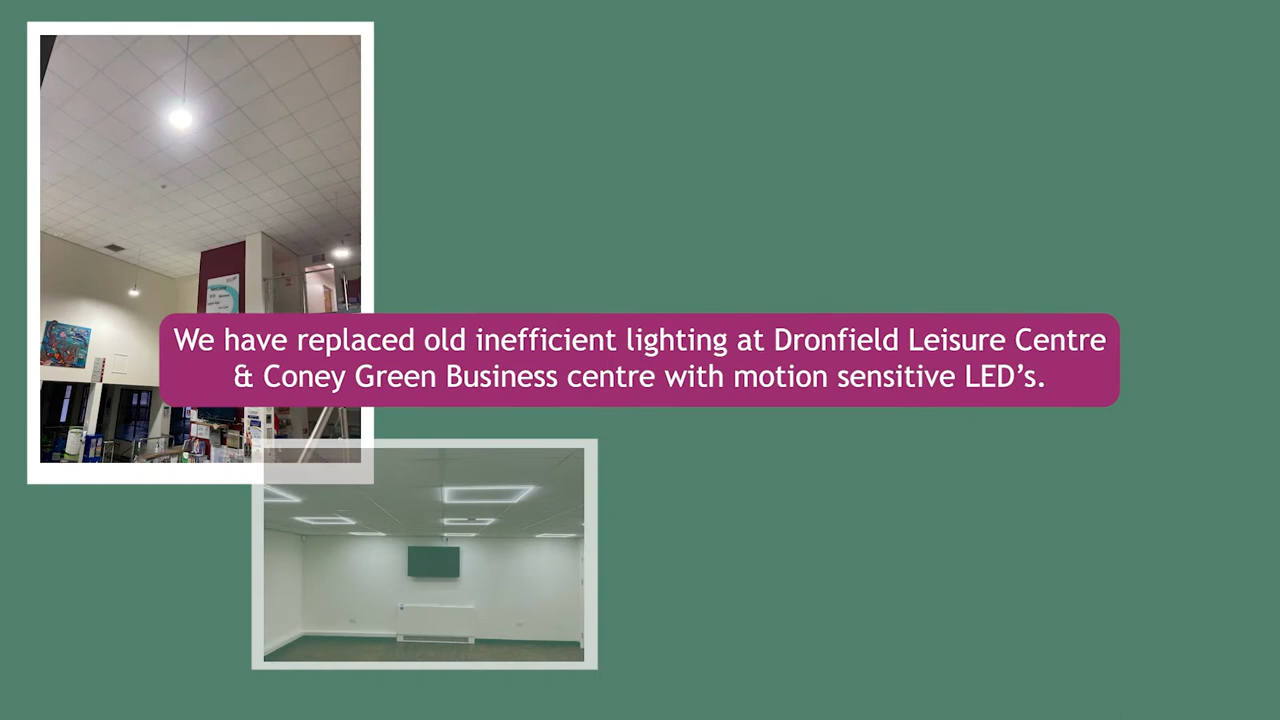 We have replaced old inefficient lighting at Dronfield Leisure Centre
& Coney Green Business centre with motion sensitive LED’s.